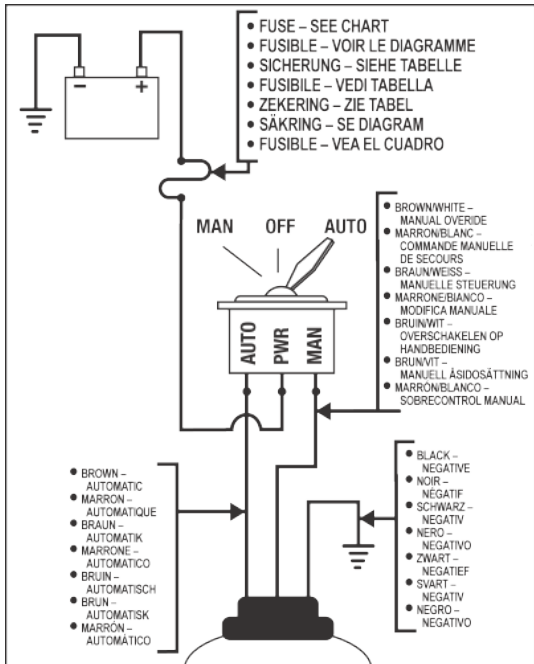 • FUSE – SEE CHART
• FUSIBLE – VOIR LE DIAGRAMME
• SICHERUNG – SIEHE TABELLE
• FUSIBILE – VEDI TABELLA
• ZEKERING – ZIE TABEL
• SÄKRING – SE DIAGRAM
• FUSIBLE – VEA EL CUADRO
– +
MAN OFF AUTO
AUTO
PWR
MAN
• BROWN/WHITE –
MANUAL OVERIDE
• MARRON/BLANC –
COMMANDE MANUELLE
DE SECOURS
• BRAUN/WEISS –
MANUELLE STEUERUNG
• MARRONE/BIANCO –
MODIFICA MANUALE
• BRUIN/WIT –
OVERSCHAKELEN OP
HANDBEDIENING
• BRUN/VIT –
MANUELL ÅSIDOSÄTTNING
• MARRÓN/BLANCO –
SOBRECONTROL MANUAL
• BROWN –
AUTOMATIC
• MARRON –
AUTOMATIQUE
• BRAUN –
AUTOMATIK
• MARRONE –
AUTOMATICO
• BRUIN –
AUTOMATISCH
• BRUN –
AUTOMATISK
• MARRÓN –
AUTOMÁTICO
• BLACK –
NEGATIVE
• NOIR –
NÉGATIF
• SCHWARZ –
NEGATIV
• NERO –
NEGATIVO
• ZWART –
NEGATIEF
• SVART –
NEGATIV
• NEGRO –
NEGATIVO